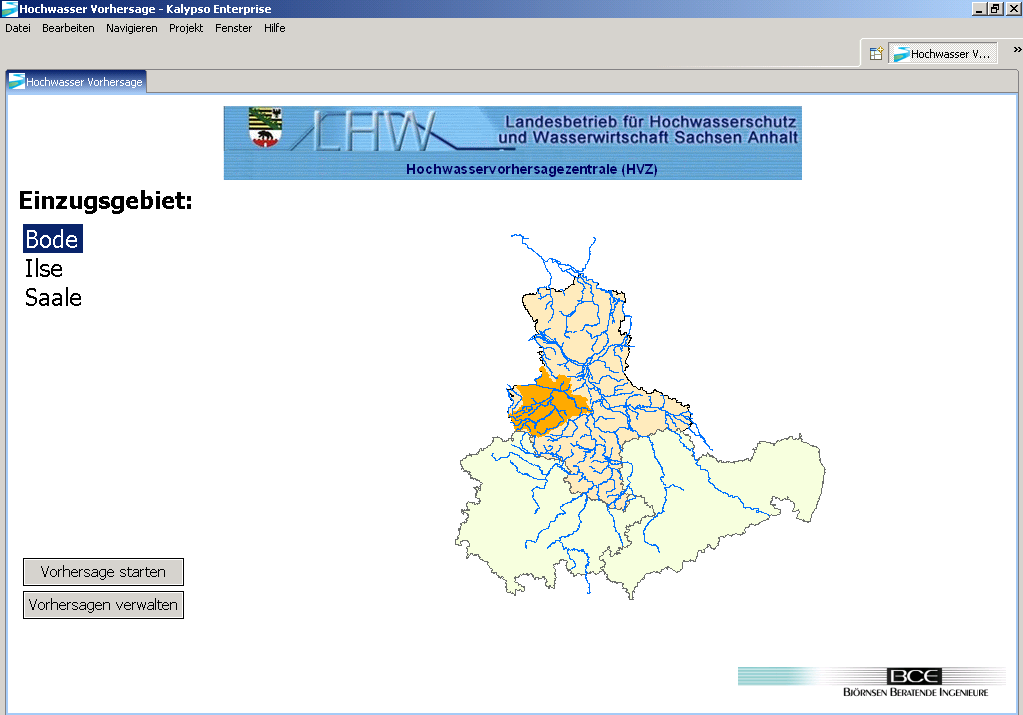 Hochwasser Vorhersage - Kalypso Enterprise
Datei Bearbeiten Navigieren Projekt Fenster Hilfe
Hochwasser V...
Hochwasser Vorhersage
LHW
Landesbetrieb für Hochwasserschutz
und Wasserwirtschaft Sachsen Anhalt
Hochwasservorhersagezentrale (HVZ)
Einzugsgebiet:
Bode
Ilse
Saale
Vorhersage starten
Vorhersagen verwalten
BCE
BJÖRNSEN BERATENDE INGENIEURE